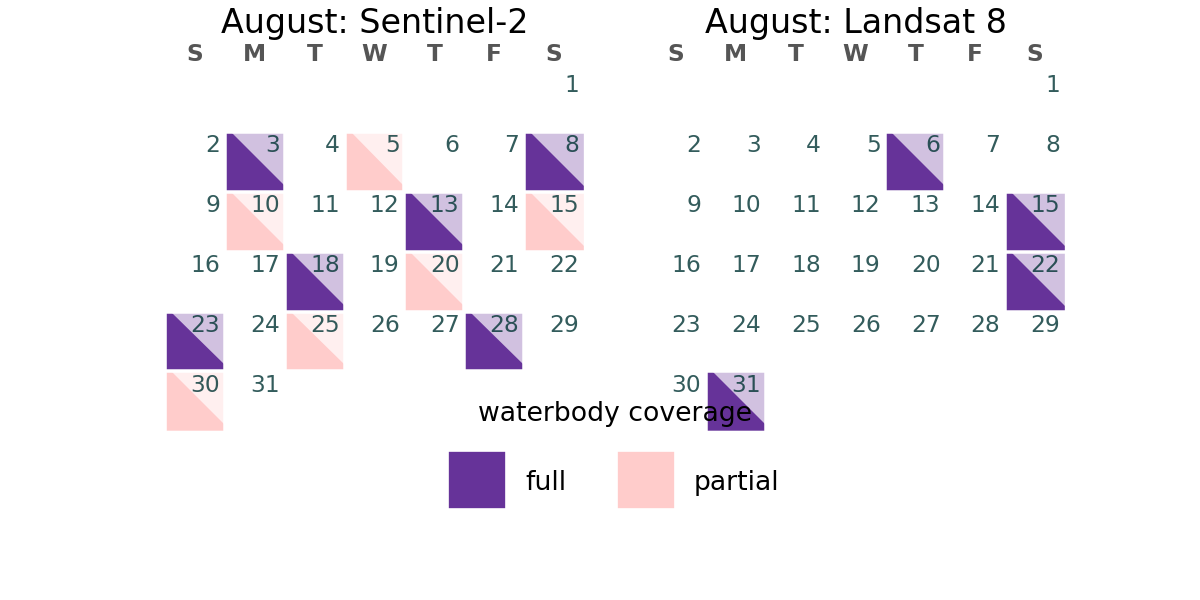 August: Sentinel-2
S M T W T F S
1
2 3 4 5 6 7 8
9 10 11 12 13 14 15
16 17 18 19 20 21 22
23 24 25 26 27 28 29
30 31
August: Landsat 8
S M T W T F S
1
2 3 4 5 6 7 8
9 10 11 12 13 14 15
16 17 18 19 20 21 22
23 24 25 26 27 28 29
30 31
waterbody coverage
full partial